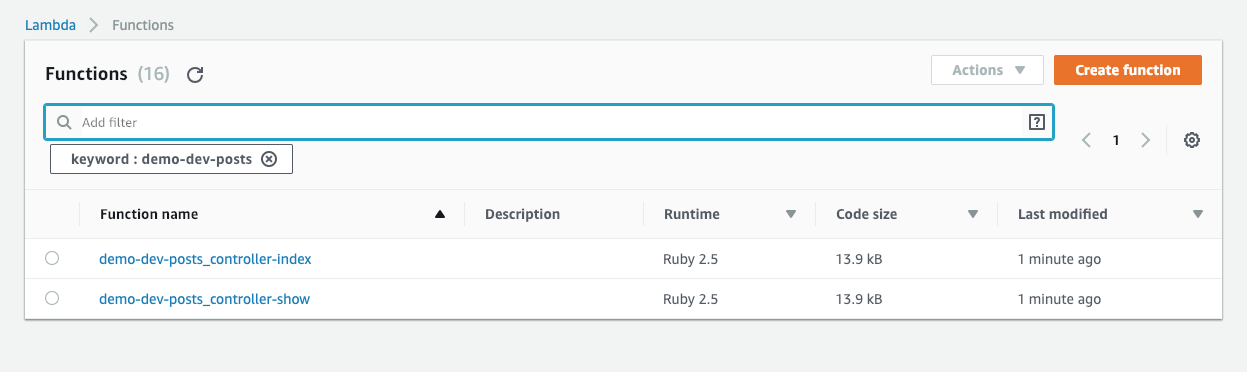 Lambda > Functions
Functions (16)
Actions
Create function
Add filter
?
1
keyword : demo-dev-posts
Function name Description Runtime Code size Last modified
demo-dev-posts_controller-index Ruby 2.5 13.9 kB 1 minute ago
demo-dev-posts_controller-show Ruby 2.5 13.9 kB 1 minute ago